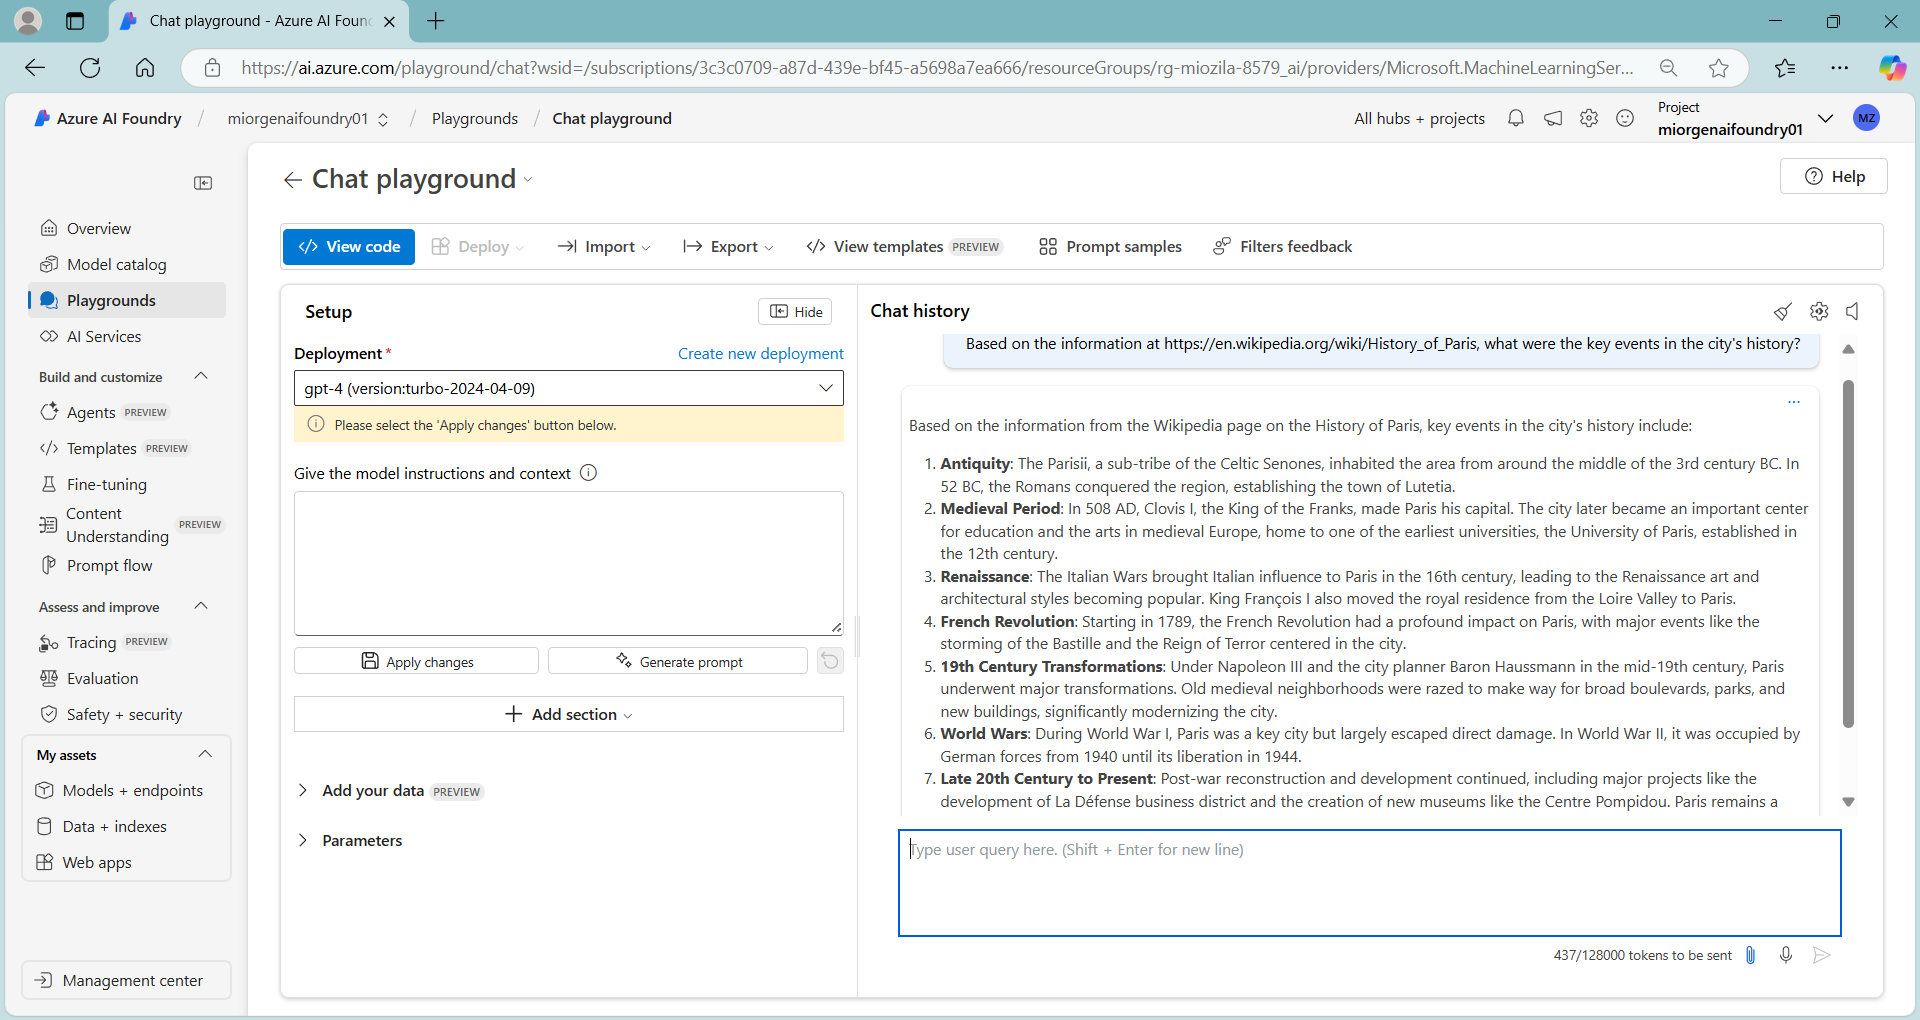 Chat playground - Azure AI Foun
https://ai.azure.com/playground/chat?wsid=/subscriptions/3c3c0709-a87d-439e-bf45-a5698a7ea666/resourceGroups/rg-miozila-8579_ai/providers/Microsoft.MachineLearningSer...
Azure AI Foundry / miorgenaifoundry01 / Playgrounds / Chat playground
All hubs + projects
Project
miorgenaifoundry01
MZ
Chat playground
Help
Overview
Model catalog
Playgrounds
AI Services
Build and customize
Agents PREVIEW
Templates PREVIEW
Fine-tuning
Content
Understanding PREVIEW
Prompt flow
Assess and improve
Tracing PREVIEW
Evaluation
Safety + security
My assets
Models + endpoints
Data + indexes
Web apps
Management center
View code
Deploy
Import
Export
View templates PREVIEW
Prompt samples
Filters feedback
Setup
Hide
Deployment *
Create new deployment
gpt-4 (version:turbo-2024-04-09)
Please select the 'Apply changes' button below.
Give the model instructions and context
Apply changes
Generate prompt
Add section
Add your data PREVIEW
Parameters
Chat history
Based on the information at https://en.wikipedia.org/wiki/History_of_Paris, what were the key events in the city's history?
...
Based on the information from the Wikipedia page on the History of Paris, key events in the city's history include:
1. Antiquity: The Parisii, a sub-tribe of the Celtic Senones, inhabited the area from around the middle of the 3rd century BC. In
52 BC, the Romans conquered the region, establishing the town of Lutetia.
2. Medieval Period: In 508 AD, Clovis I, the King of the Franks, made Paris his capital. The city later became an important center
for education and the arts in medieval Europe, home to one of the earliest universities, the University of Paris, established in
the 12th century.
3. Renaissance: The Italian Wars brought Italian influence to Paris in the 16th century, leading to the Renaissance art and
architectural styles becoming popular. King François I also moved the royal residence from the Loire Valley to Paris.
4. French Revolution: Starting in 1789, the French Revolution had a profound impact on Paris, with major events like the
storming of the Bastille and the Reign of Terror centered in the city.
5. 19th Century Transformations: Under Napoleon III and the city planner Baron Haussmann in the mid-19th century, Paris
underwent major transformations. Old medieval neighborhoods were razed to make way for broad boulevards, parks, and
new buildings, significantly modernizing the city.
6. World Wars: During World War I, Paris was a key city but largely escaped direct damage. In World War II, it was occupied by
German forces from 1940 until its liberation in 1944.
7. Late 20th Century to Present: Post-war reconstruction and development continued, including major projects like the
development of La Défense business district and the creation of new museums like the Centre Pompidou. Paris remains a
Type user query here. (Shift + Enter for new line)
437/128000 tokens to be sent